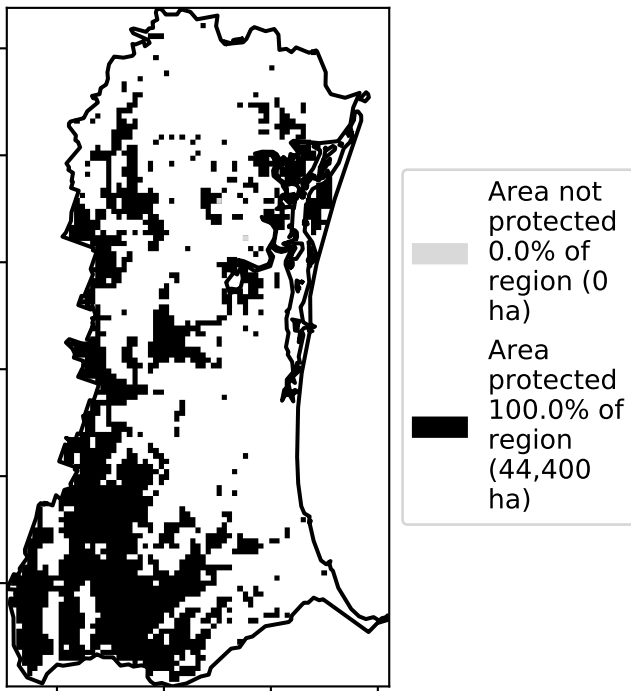 Area not
protected
0.0% of
region (0
ha)
Area
protected
100.0% of
region
(44,400
ha)